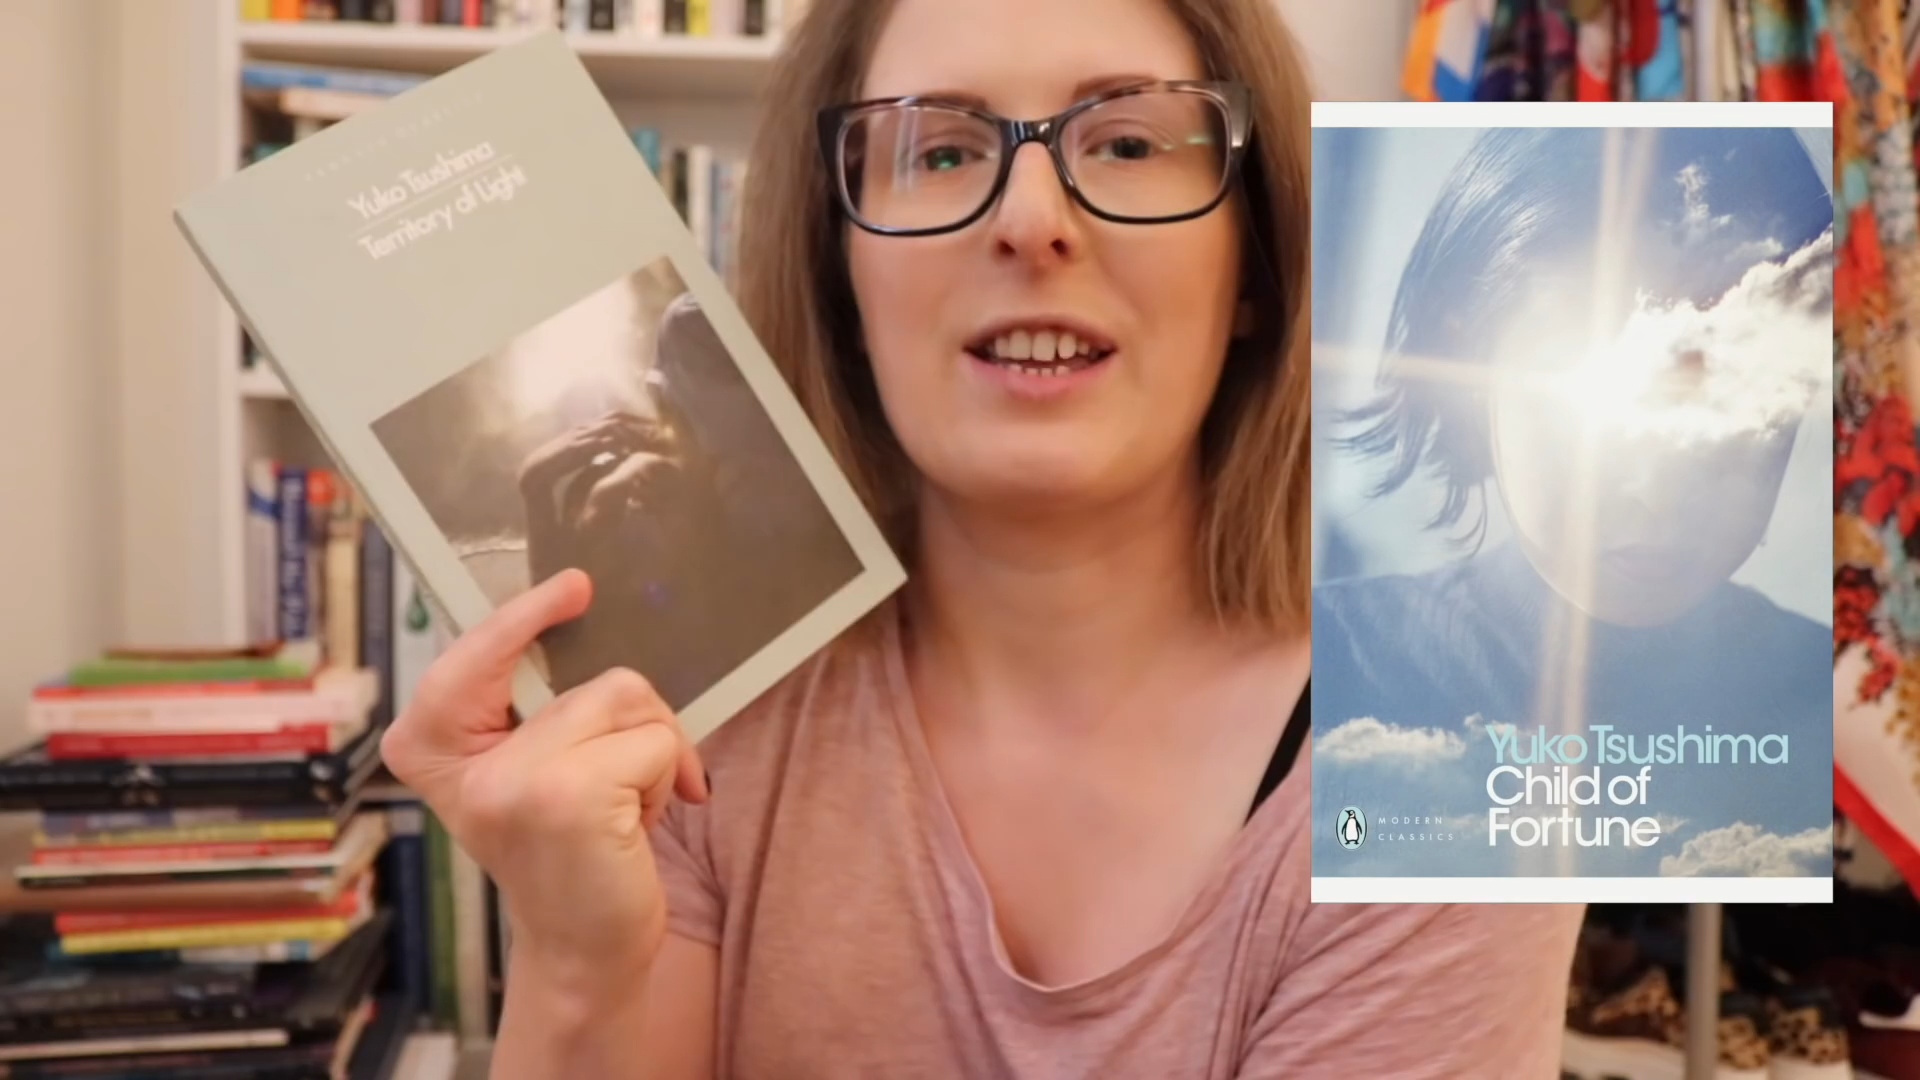 Yuko Tsushima
Territory of Light
Yuko Tsushima
Child of
Fortune
MODERN
CLASSICS